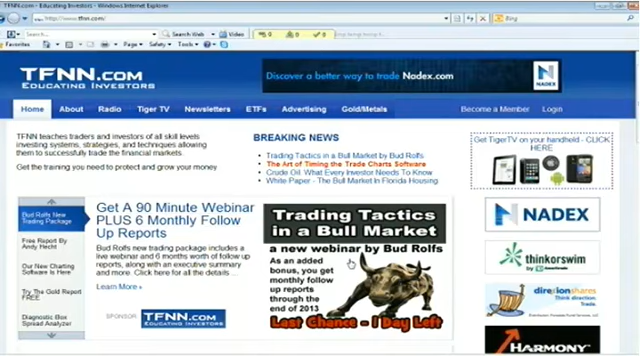 TFNN.com - Educating Investors - Windows Internet Explorer
http://www.tfnn.com/
Bing
Search...
Search Web
Video
Favorites
Page
Safety
Tools
TFNN.com
Educating Investors
Discover a better way to trade Nadex.com
NADEX
Home
About
Radio
Tiger TV
Newsletters
ETFs
Advertising
Gold/Metals
Become a Member
Login
TFNN teaches traders and investors of all skill levels
investing systems, strategies, and techniques allowing
them to successfully trade the financial markets.
Get the training you need to protect and grow your money
BREAKING NEWS
Trading Tactics in a Bull Market by Bud Rolfs
The Art of Timing the Trade Charts Software
Crude Oil: What Every Investor Needs To Know
White Paper - The Bull Market In Florida Housing
Get TigerTV on your handheld - CLICK
HERE
Bud Rolfs New
Trading Package
Free Report By
Andy Hecht
Our New Charting
Software Is Here
Try The Gold Report
FREE
Diagnostic Box
Spread Analyzer
Get A 90 Minute Webinar
PLUS 6 Monthly Follow
Up Reports
Bud Rolfs new trading package includes a
live webinar and 6 months worth of follow up
reports, along with an executive summary
and more. Click here for all the details ...
Learn More
SPONSOR
TFNN.com
Educating Investors
Trading Tactics
in a Bull Market
a new webinar by Bud Rolfs
As an added
bonus, you get
monthly follow
up reports
through the
end of 2013
Last Chance - 1 Day Left
NADEX
thinkorswim
direxionshares
Think direction.
Trade.
HARMONY